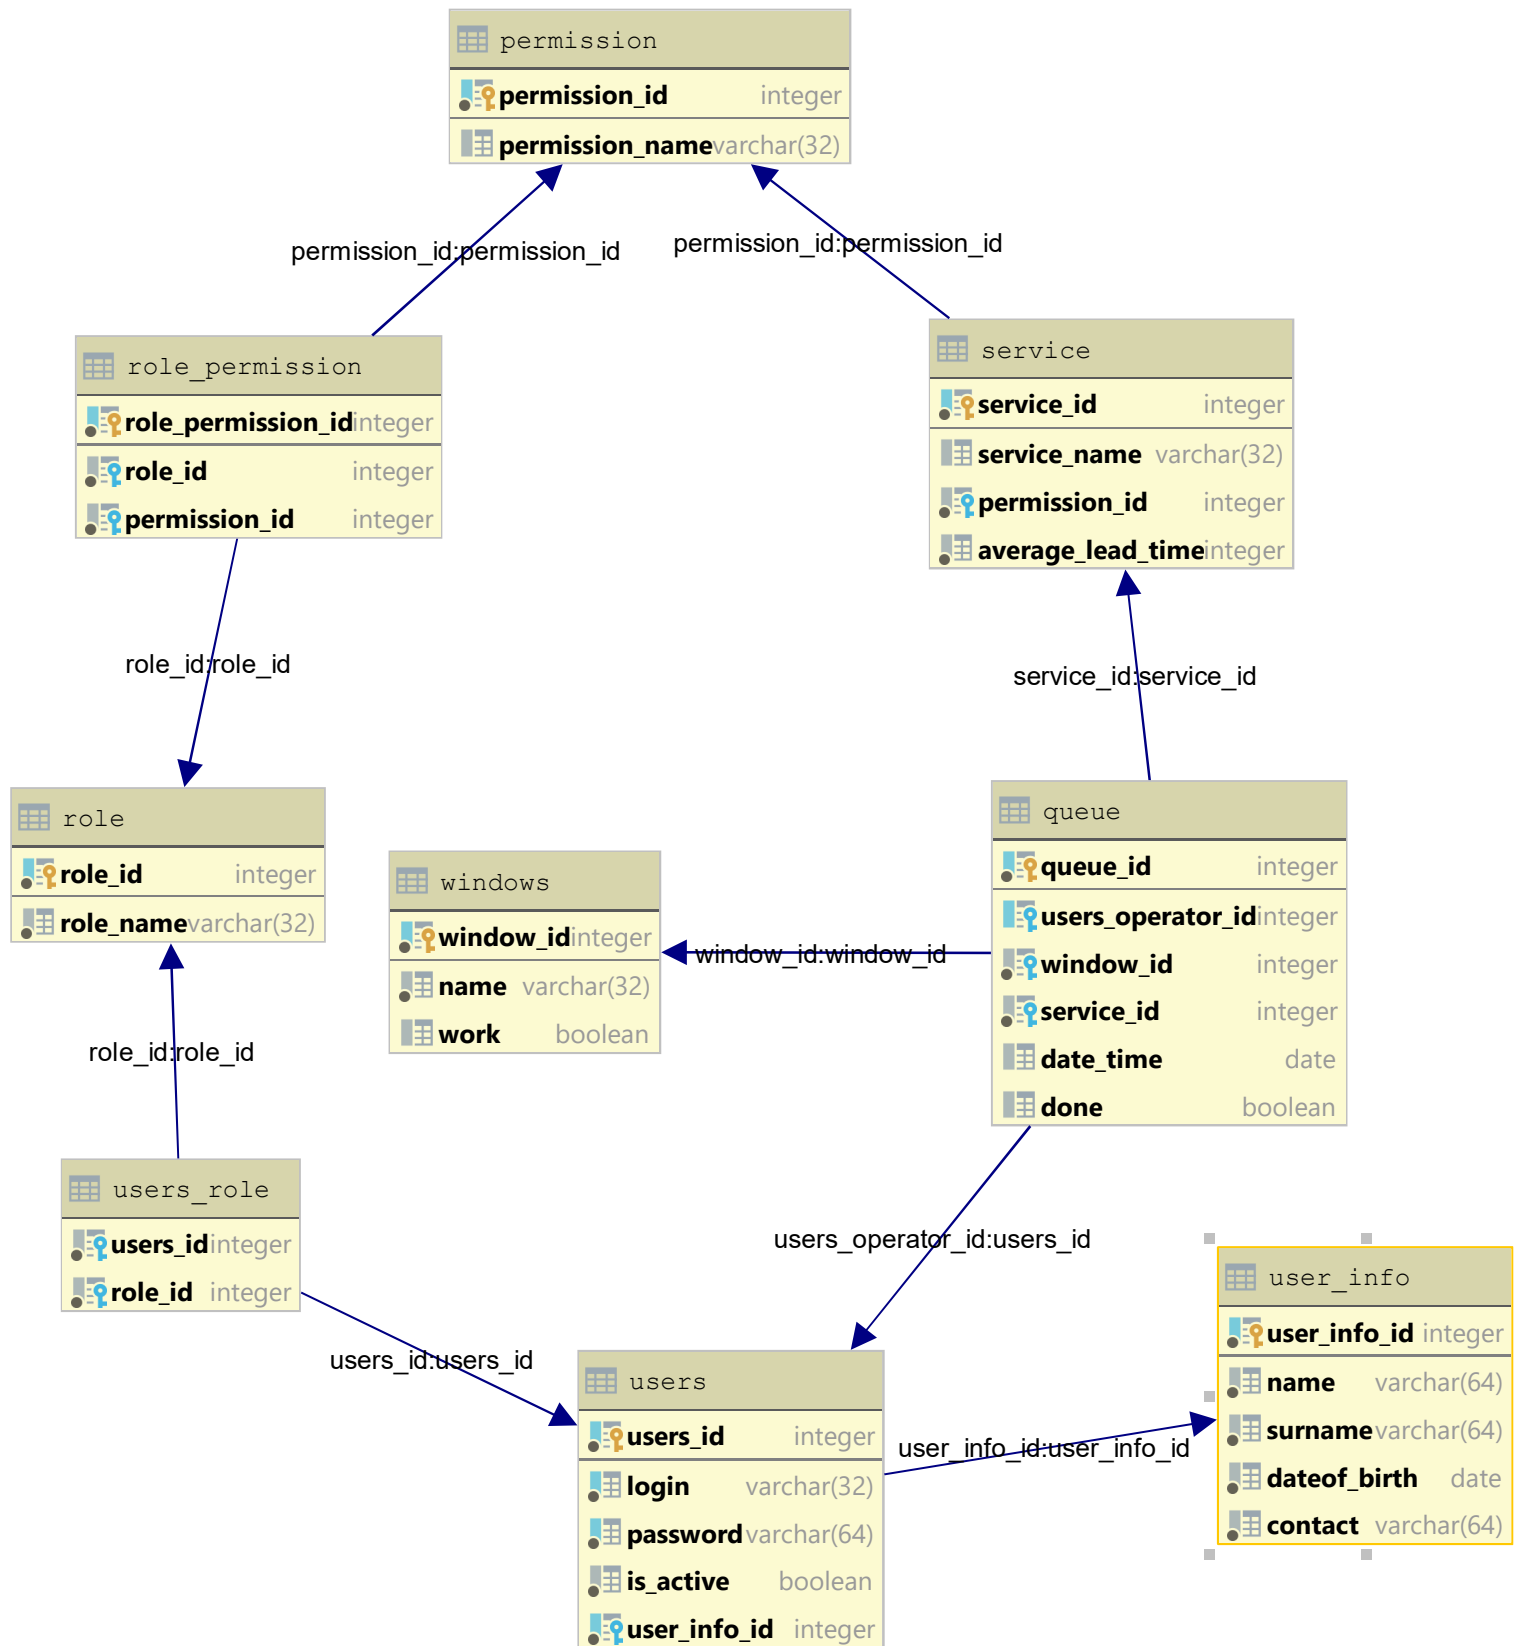 permission
permission_id integer
permission_name varchar(32)
permission_id:permission_id
permission_id:permission_id
role_permission
role_permission_id integer
role_id integer
permission_id integer
service
service_id integer
service_name varchar(32)
permission_id integer
average_lead_time integer
role_id:role_id
service_id:service_id
role
role_id integer
role_name varchar(32)
windows
window_id integer
name varchar(32)
work boolean
window_id:window_id
queue
queue_id integer
users_operator_id integer
window_id integer
service_id integer
date_time date
done boolean
role_id:role_id
users_role
users_id integer
role_id integer
users_operator_id:users_id
users_id:users_id
users
users_id integer
login varchar(32)
password varchar(64)
is_active boolean
user_info_id integer
user_info_id:user_info_id
user_info
user_info_id integer
name varchar(64)
surname varchar(64)
dateof_birth date
contact varchar(64)